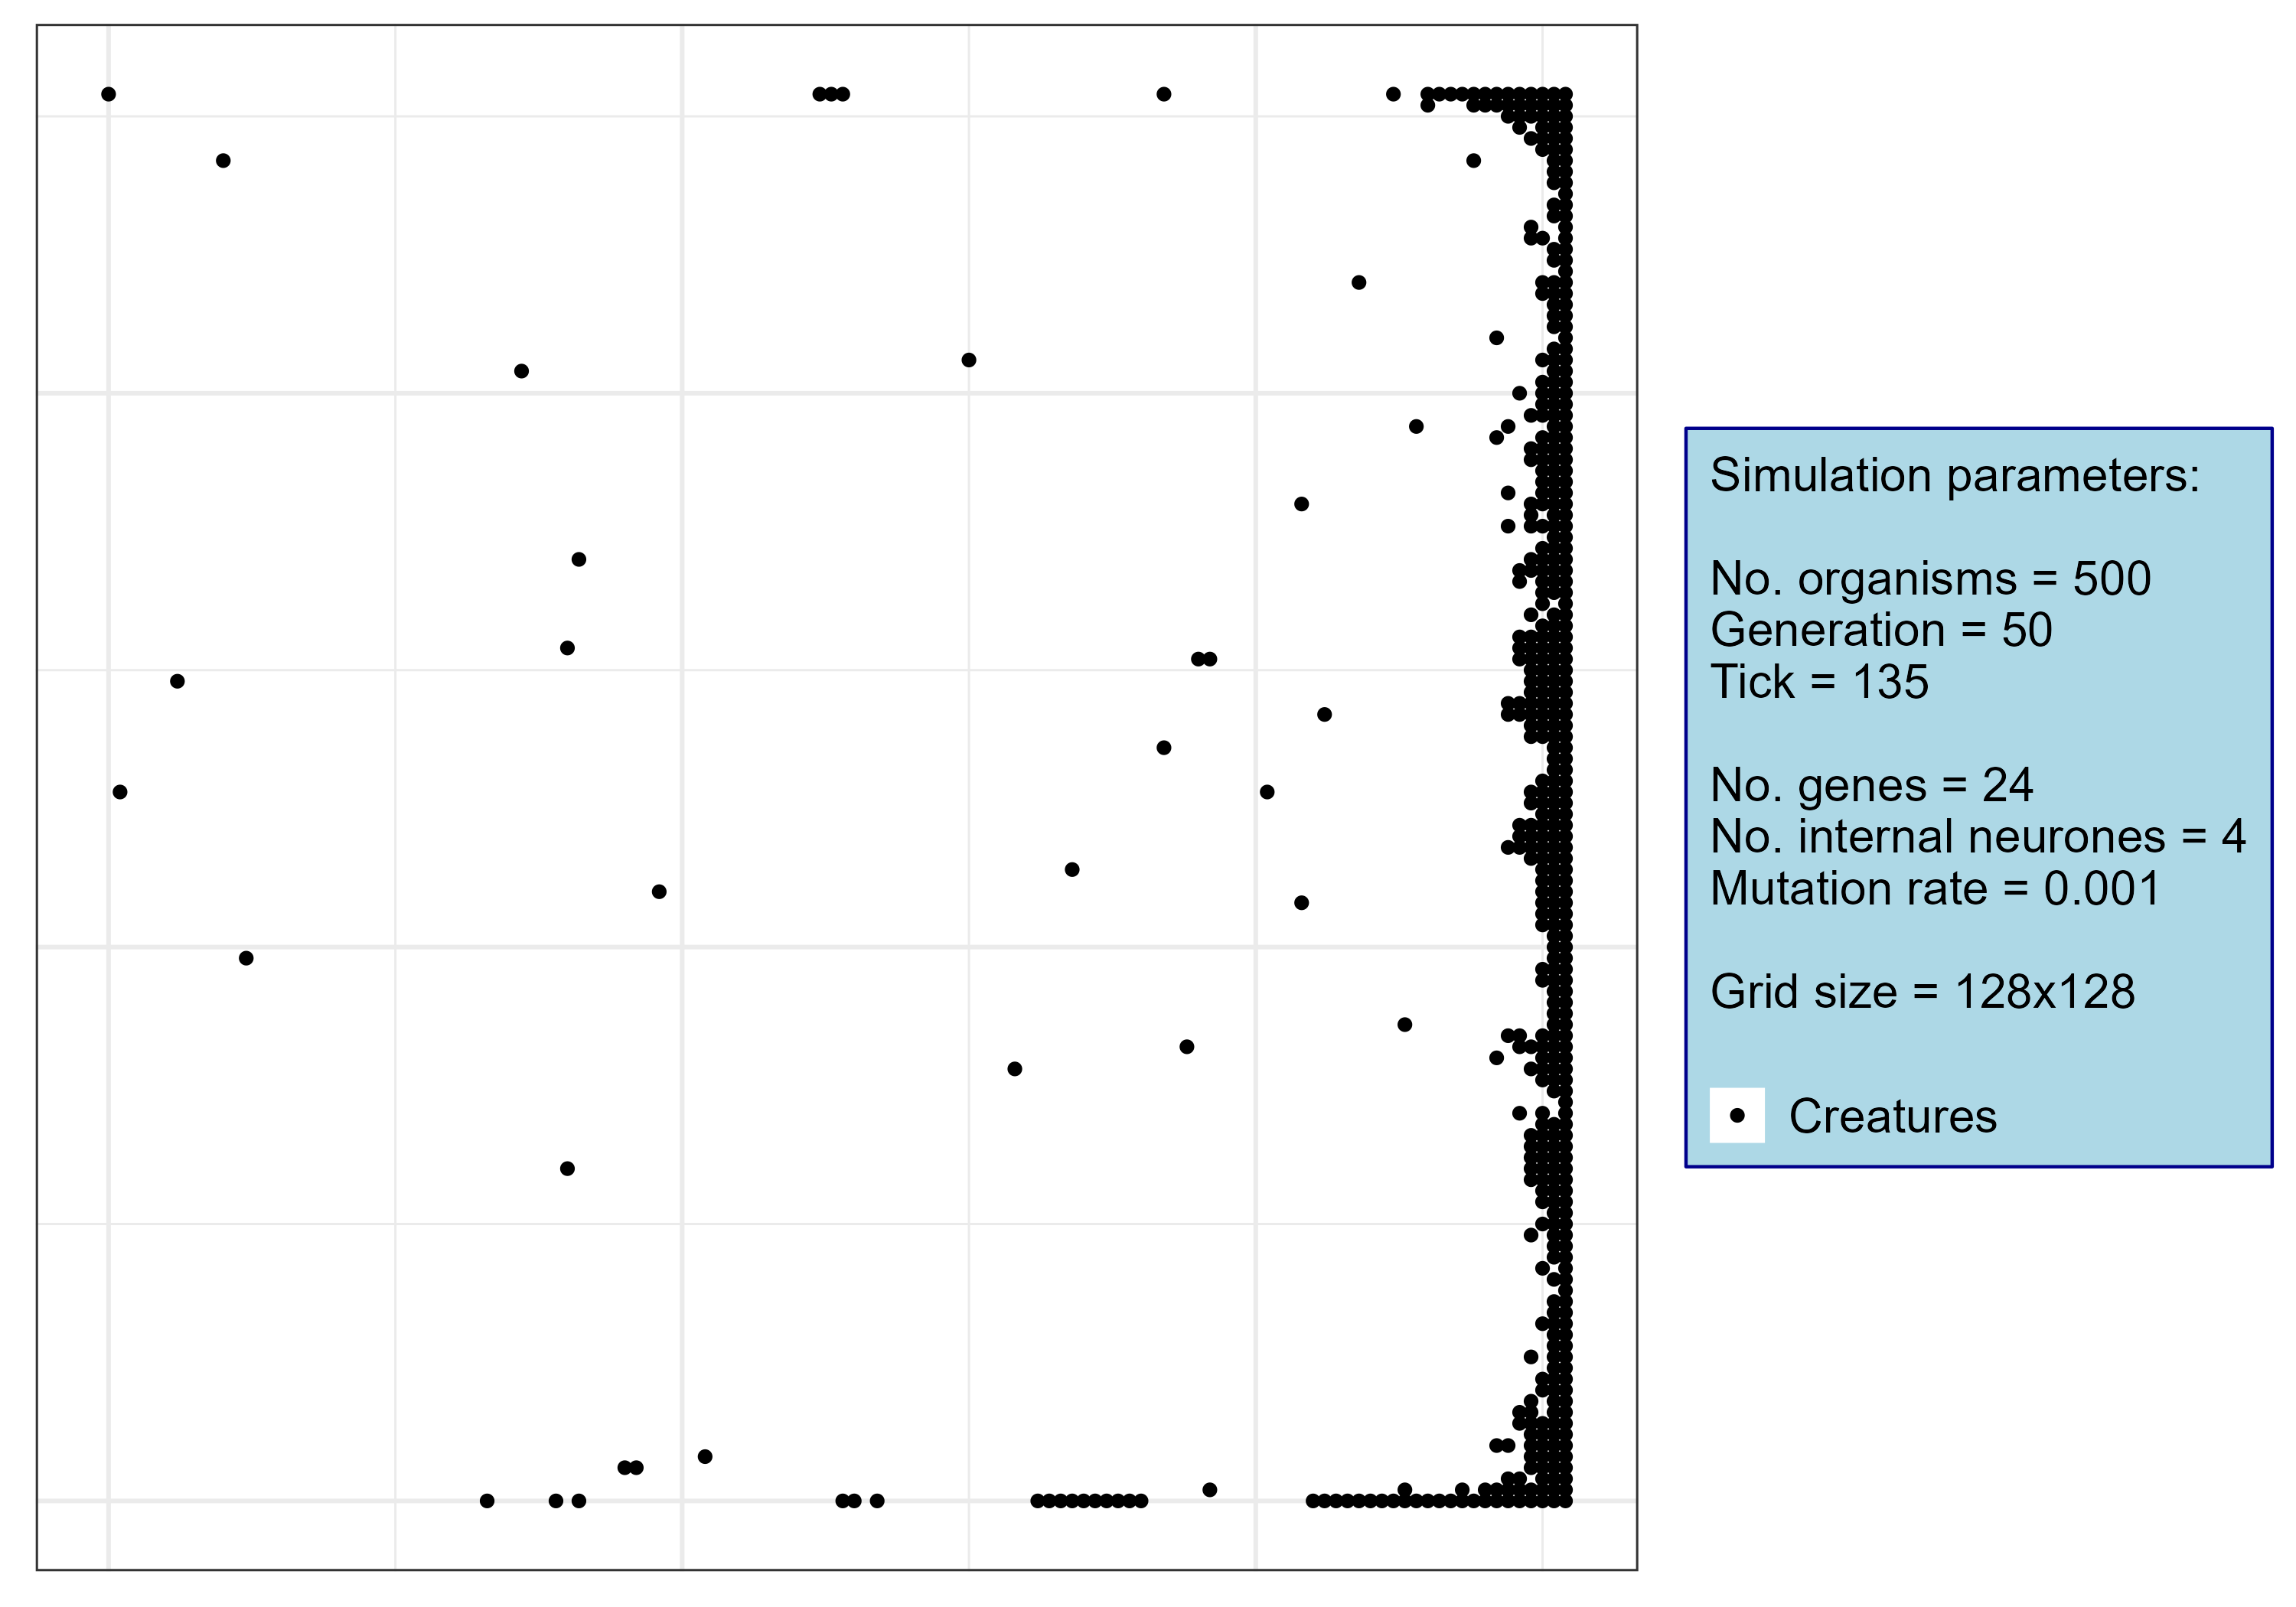 Simulation parameters:
No. organisms = 500
Generation = 50
Tick = 135
No. genes = 24
No. internal neurones = 4
Mutation rate = 0.001
Grid size = 128x128
Creatures